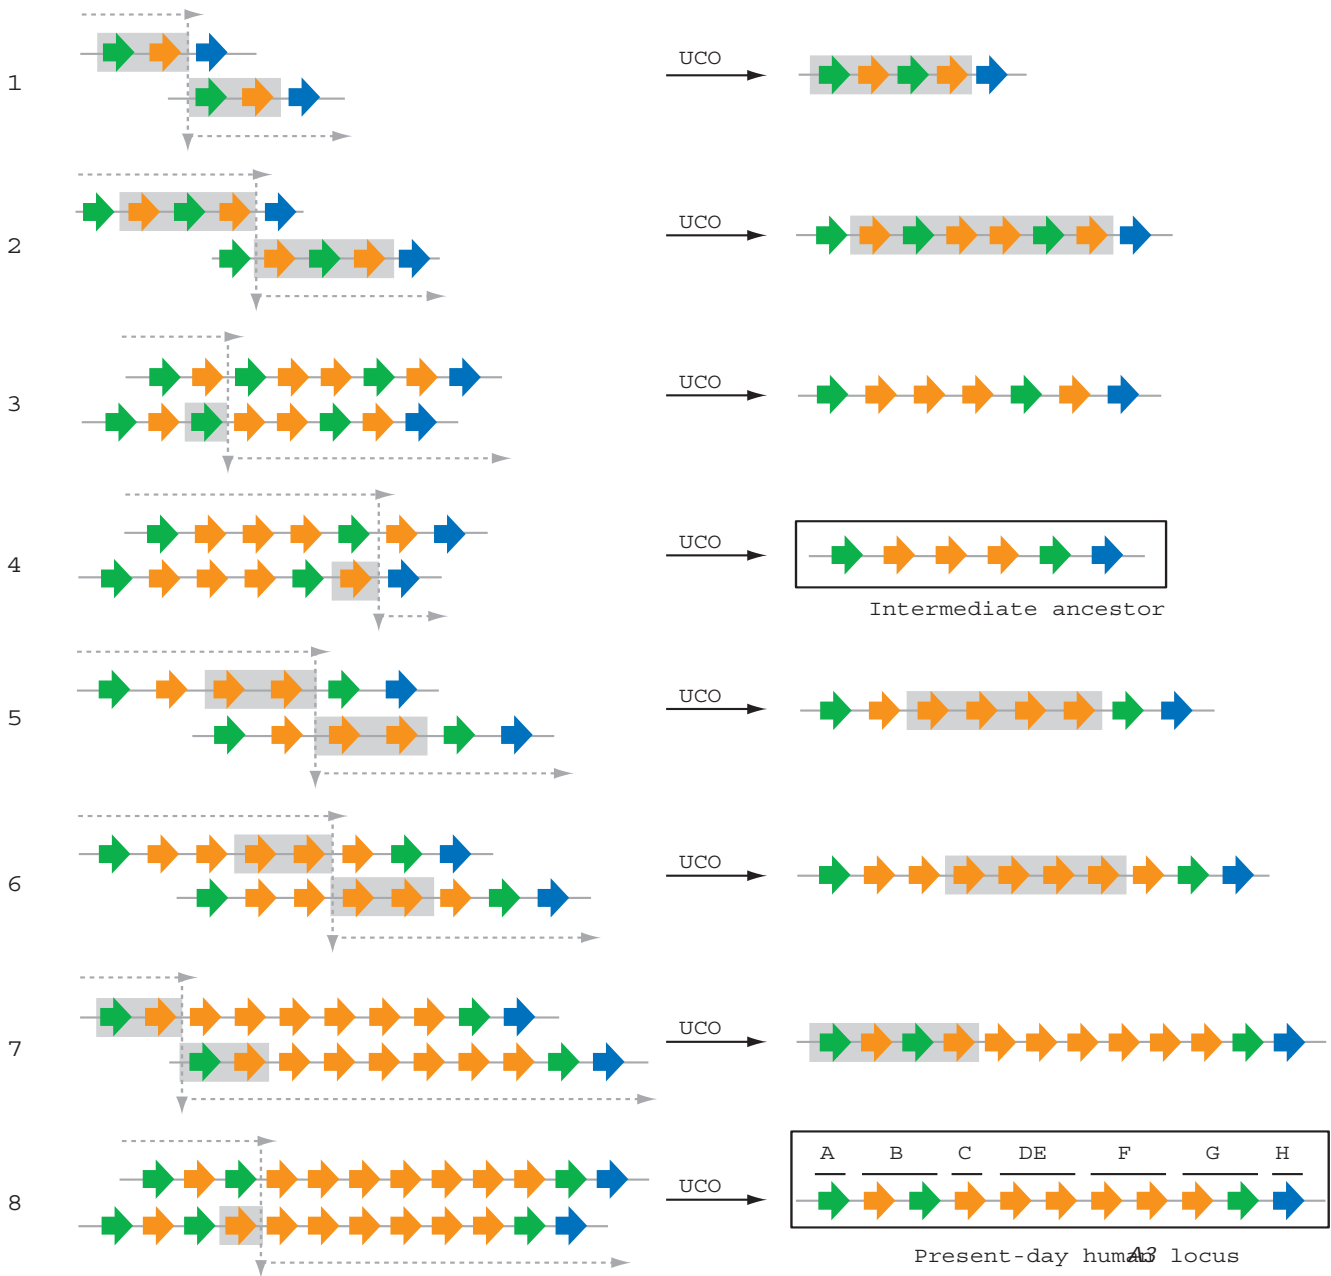 1 UCO
2 UCO
3 UCO
4 UCO
Intermediate ancestor
5 UCO
6 UCO
7 UCO
A B C DE F G H
8 UCO
Present-day human A3 locus